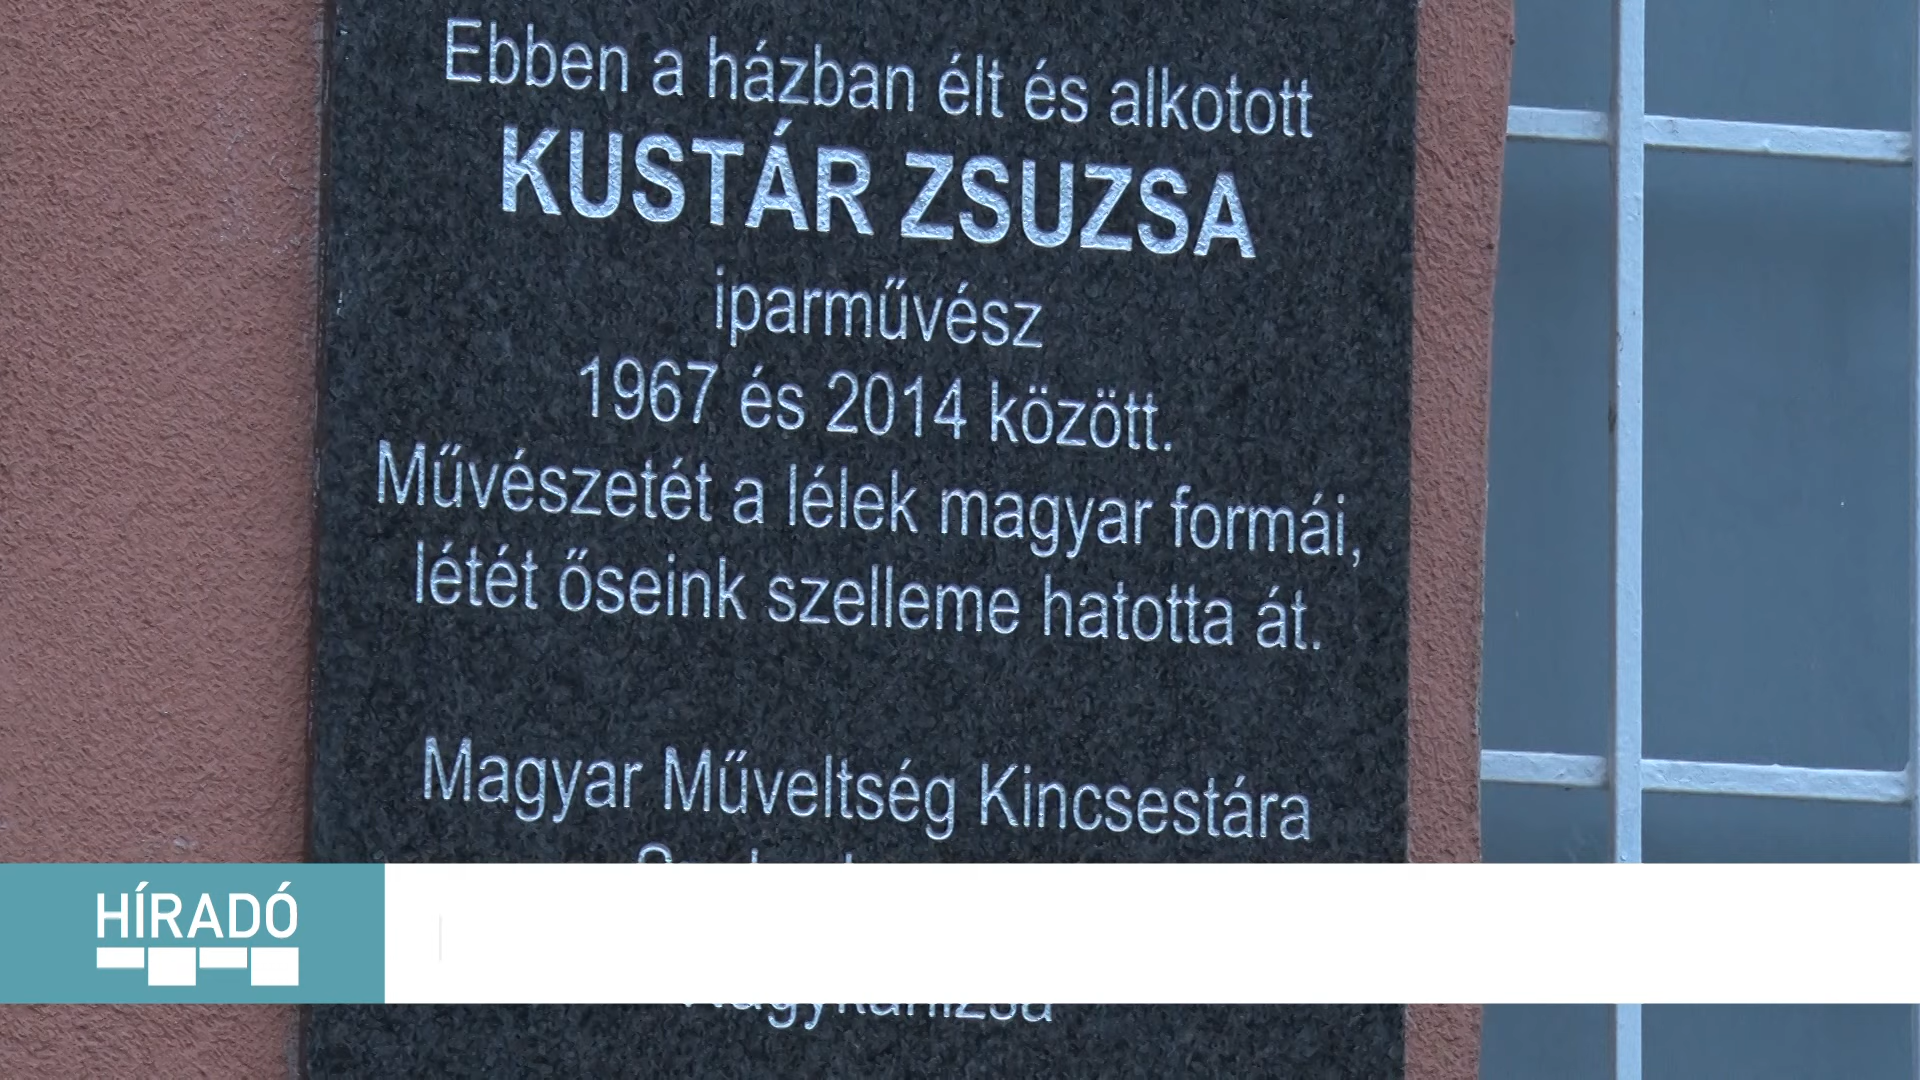 Ebben a házban élt és alkotott
KUSTÁR ZSUZSA
iparművész
1967 és 2014 között.
Művészetét a lélek magyar formái,
létét őseink szelleme hatotta át.
Magyar Műveltség Kincsestára
HÍRADÓ
Nagykanizsa